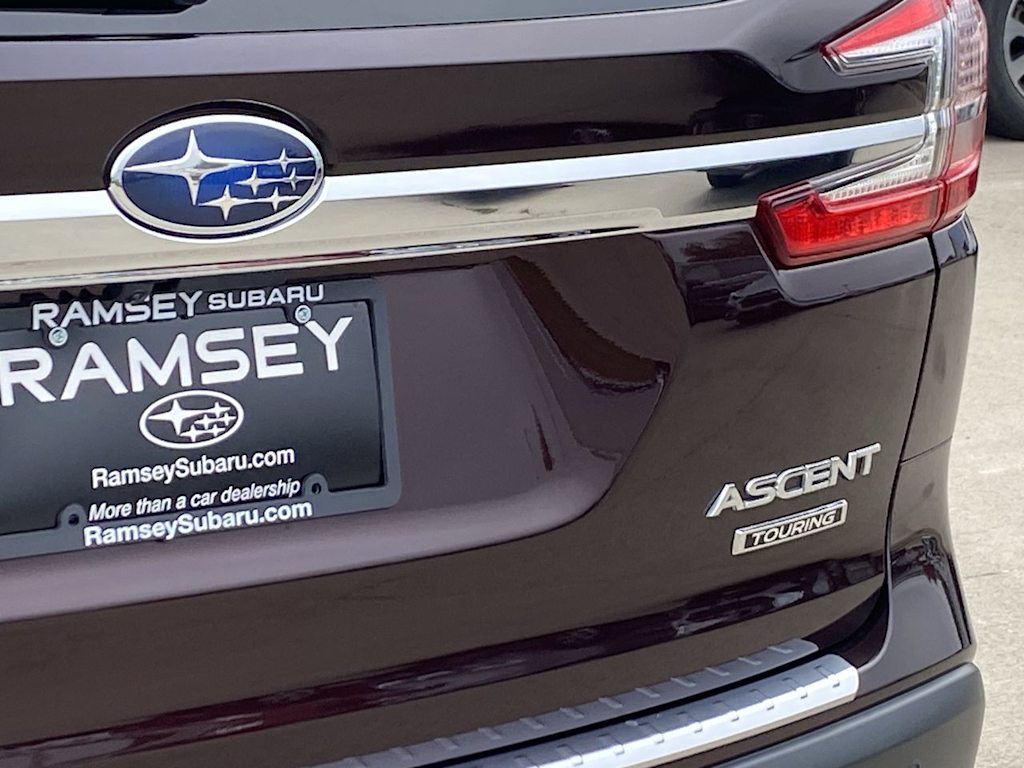 RAMSEY SUBARU
RAMSEY
RamseySubaru.com
More than a car dealership
RamseySubaru.com
ASCENT
TOURING